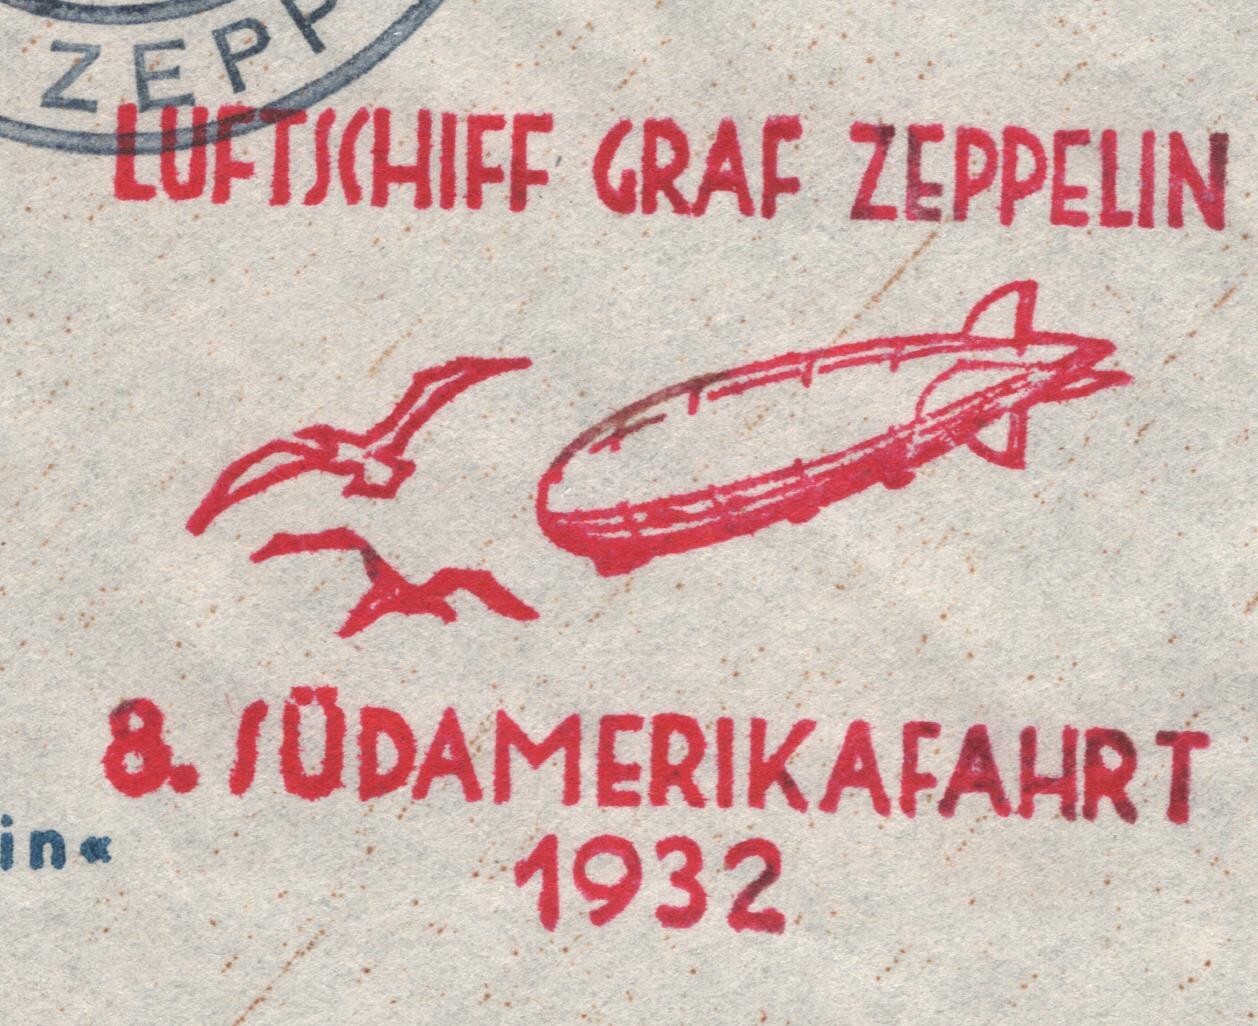 ZEPP
LUFTSCHIFF GRAF ZEPPELIN
8. SÜDAMERIKAFAHRT
in«
1932